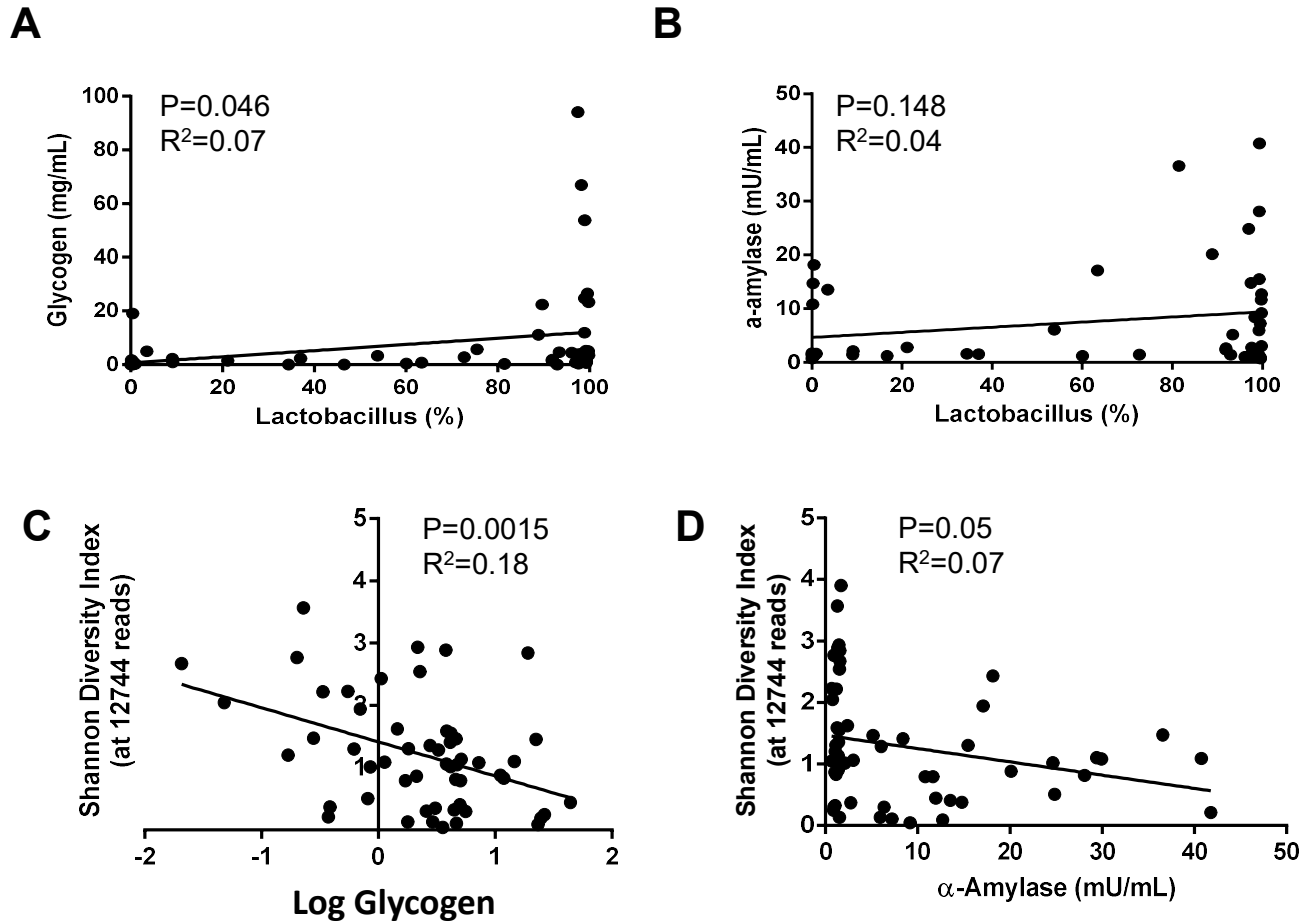 A
P=0.046
R²=0.07
Glycogen (mg/mL)
100
80
60
40
20
0
0 20 40 60 80 100
Lactobacillus (%)
B
P=0.148
R²=0.04
a-amylase (mU/mL)
50
40
30
20
10
0
0 20 40 60 80 100
Lactobacillus (%)
C
P=0.0015
R²=0.18
Shannon Diversity Index
(at 12744 reads)
5
4
3
2
1
-2 -1 0 1 2
Log Glycogen
D
P=0.05
R²=0.07
Shannon Diversity Index
(at 12744 reads)
5
4
3
2
1
0
0 10 20 30 40 50
α-Amylase (mU/mL)